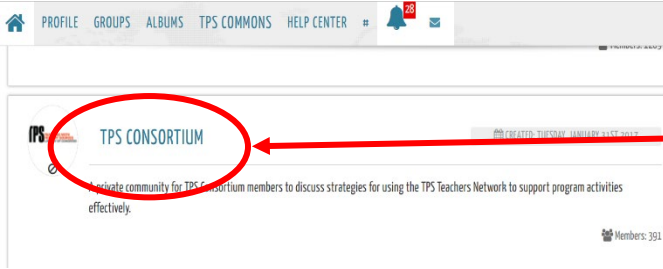 PROFILE GROUPS ALBUMS TPS COMMONS HELP CENTER # 28
TPS
TPS CONSORTIUM
CREATED: TUESDAY, JANUARY 31ST 2017
A private community for TPS Consortium members to discuss strategies for using the TPS Teachers Network to support program activities
effectively.
Members: 391